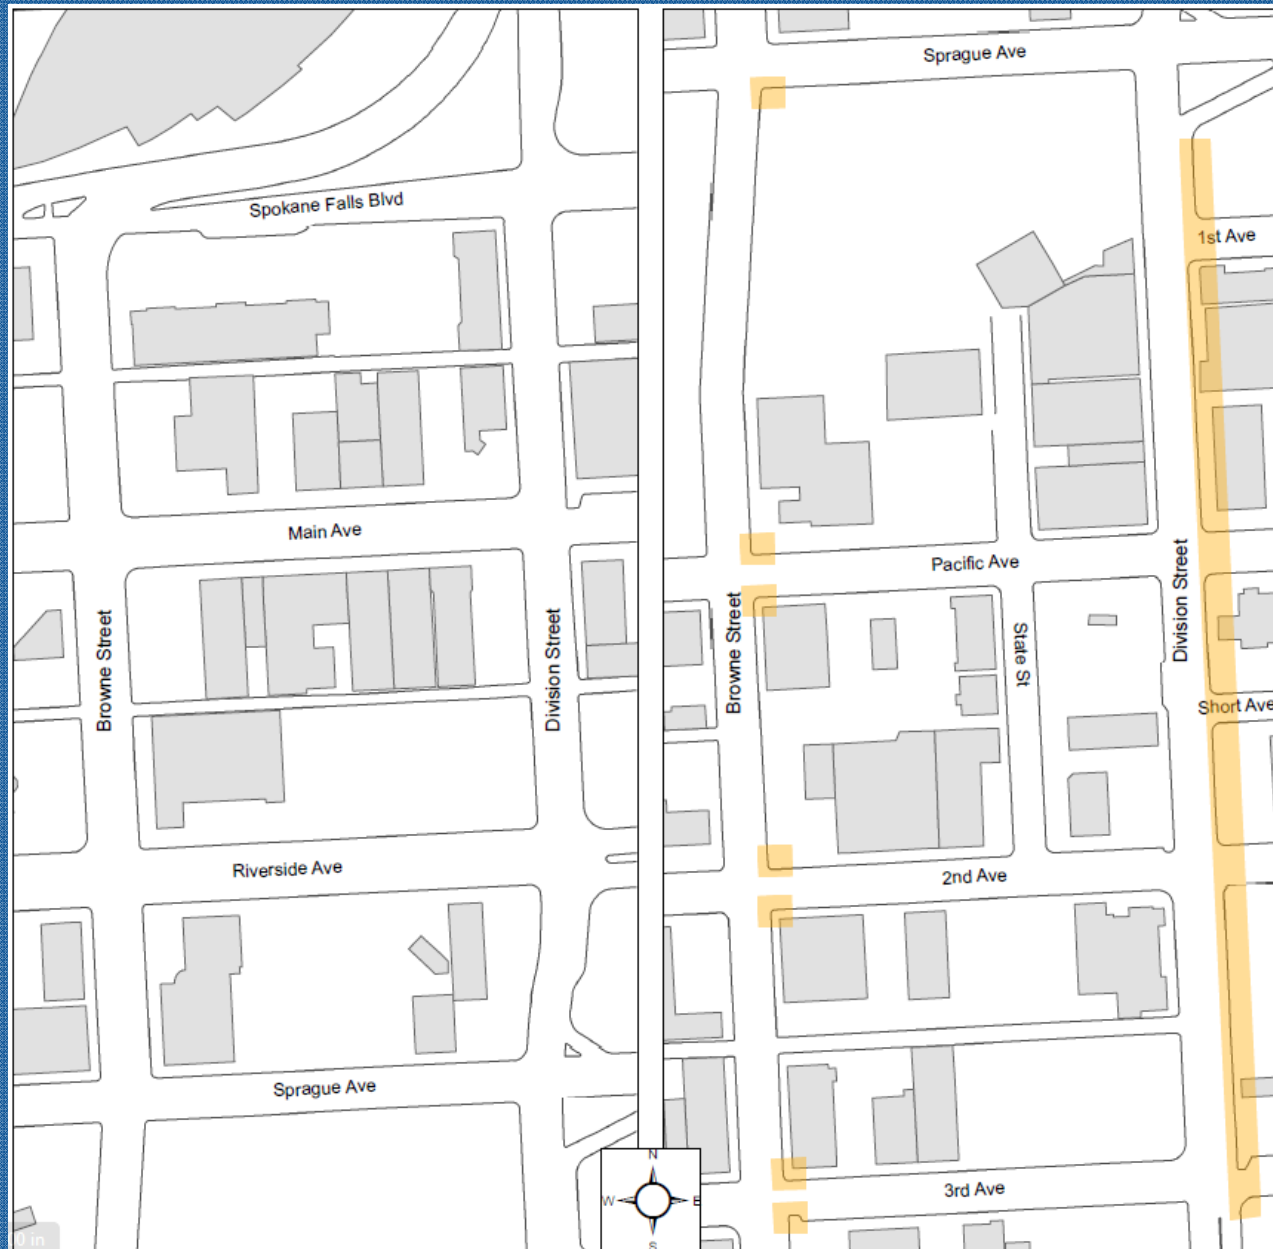 Spokane Falls Blvd
Main Ave
Browne Street
Division Street
Riverside Ave
Sprague Ave
Sprague Ave
1st Ave
Pacific Ave
Browne Street
State St
Division Street
Short Ave
2nd Ave
3rd Ave
N
W
E
S
0 in